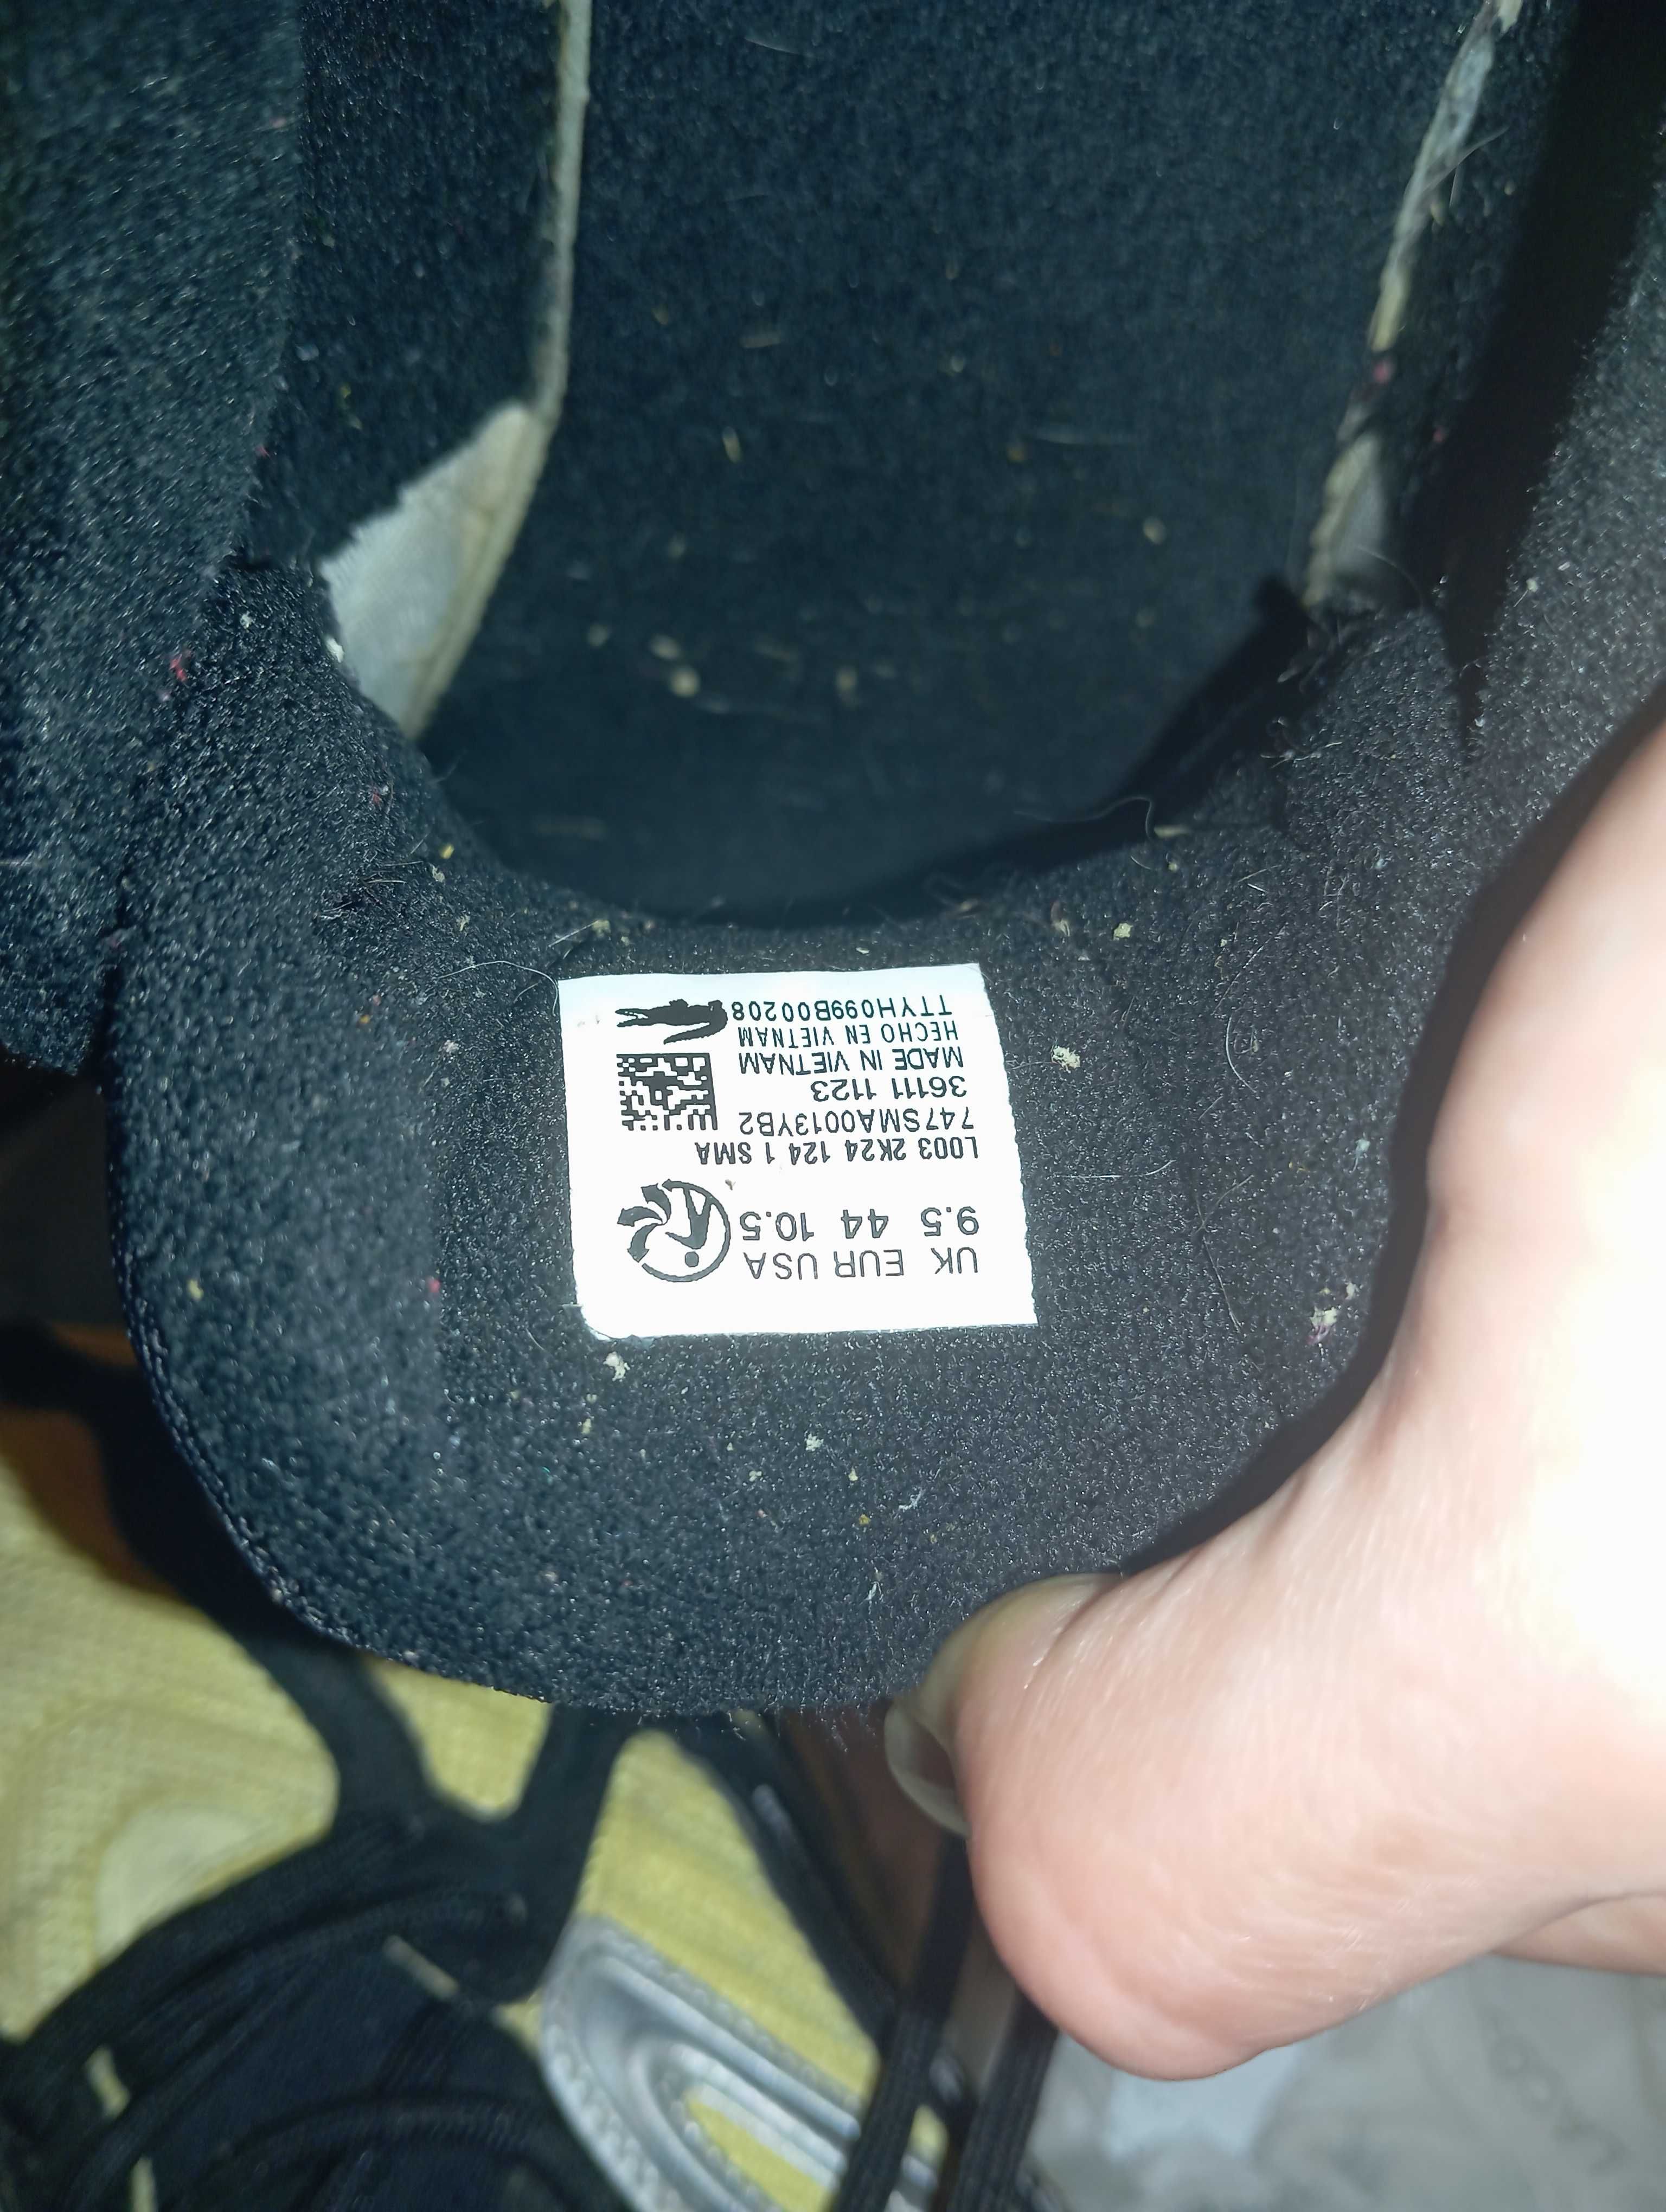 UK EUR USA
9.5 44 10.5
L003 2K24 124 1 SMA
747SMA0013YB2
36111 1123
MADE IN VIETNAM
HECHO EN VIETNAM
TTYH099B00208